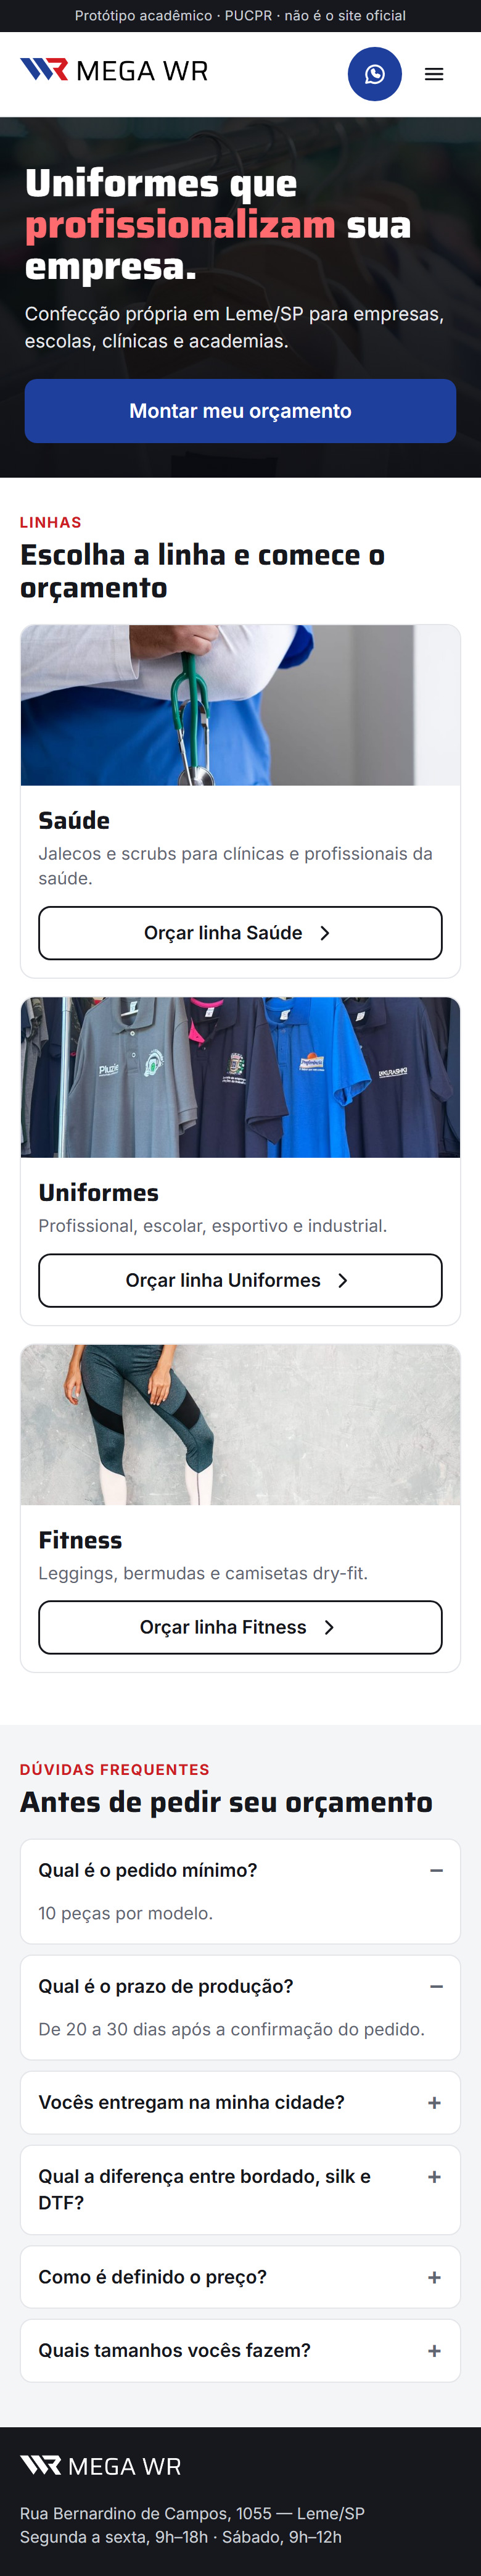 Protótipo acadêmico · PUCPR · não é o site oficial
MEGA WR
Uniformes que
profissionalizam sua
empresa.
Confecção própria em Leme/SP para empresas,
escolas, clínicas e academias.
Montar meu orçamento
LINHAS
Escolha a linha e comece o
orçamento
Saúde
Jalecos e scrubs para clínicas e profissionais da
saúde.
Orçar linha Saúde
Pluzie
Uniformes
Profissional, escolar, esportivo e industrial.
Orçar linha Uniformes
Fitness
Leggings, bermudas e camisetas dry-fit.
Orçar linha Fitness
DÚVIDAS FREQUENTES
Antes de pedir seu orçamento
Qual é o pedido mínimo? −
10 peças por modelo.
Qual é o prazo de produção? −
De 20 a 30 dias após a confirmação do pedido.
Vocês entregam na minha cidade? +
Qual a diferença entre bordado, silk e +
DTF?
Como é definido o preço? +
Quais tamanhos vocês fazem? +
MEGA WR
Rua Bernardino de Campos, 1055 — Leme/SP
Segunda a sexta, 9h–18h · Sábado, 9h–12h